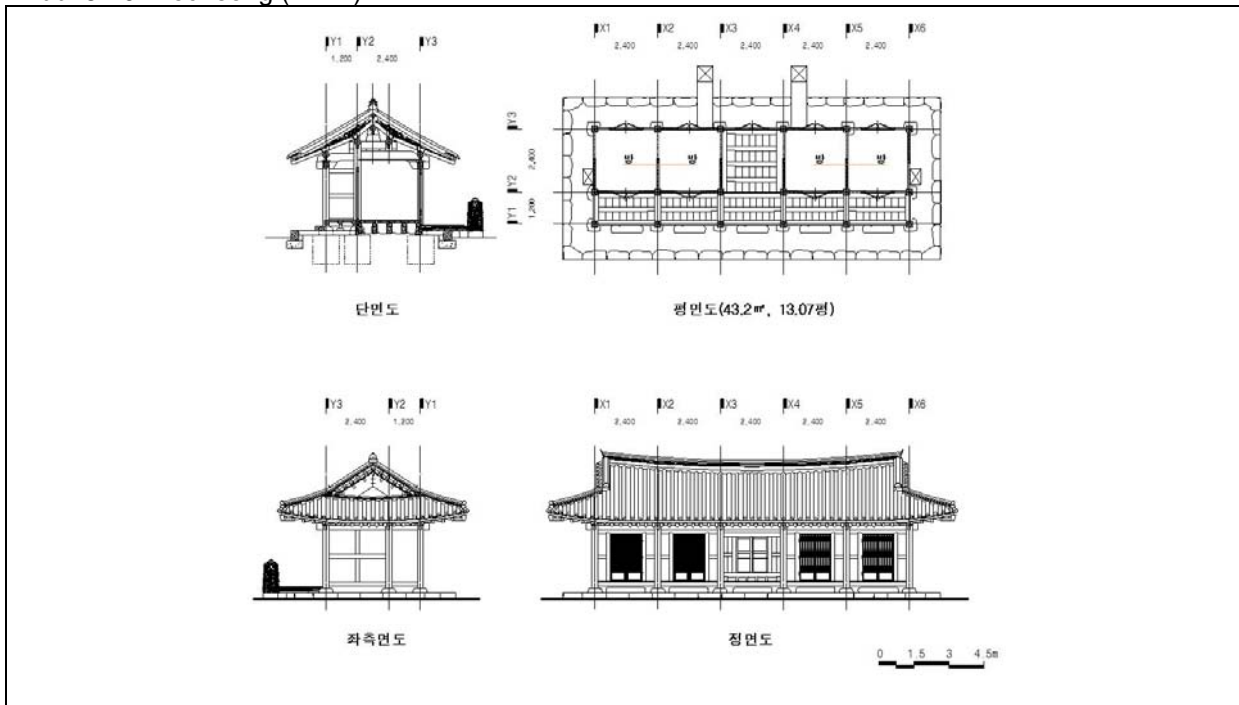 Y1 Y2 Y3
1,200 2,400
X1 X2 X3 X4 X5 X6
2,400 2,400 2,400 2,400 2,400
Y3
2,400
Y2
1,200
Y1
방 방 방 방
단면도
평면도(43.2㎡, 13.07평)
Y3 Y2 Y1
2,400 1,200
X1 X2 X3 X4 X5 X6
2,400 2,400 2,400 2,400 2,400
좌측면도
정면도
0 1.5 3 4.5m